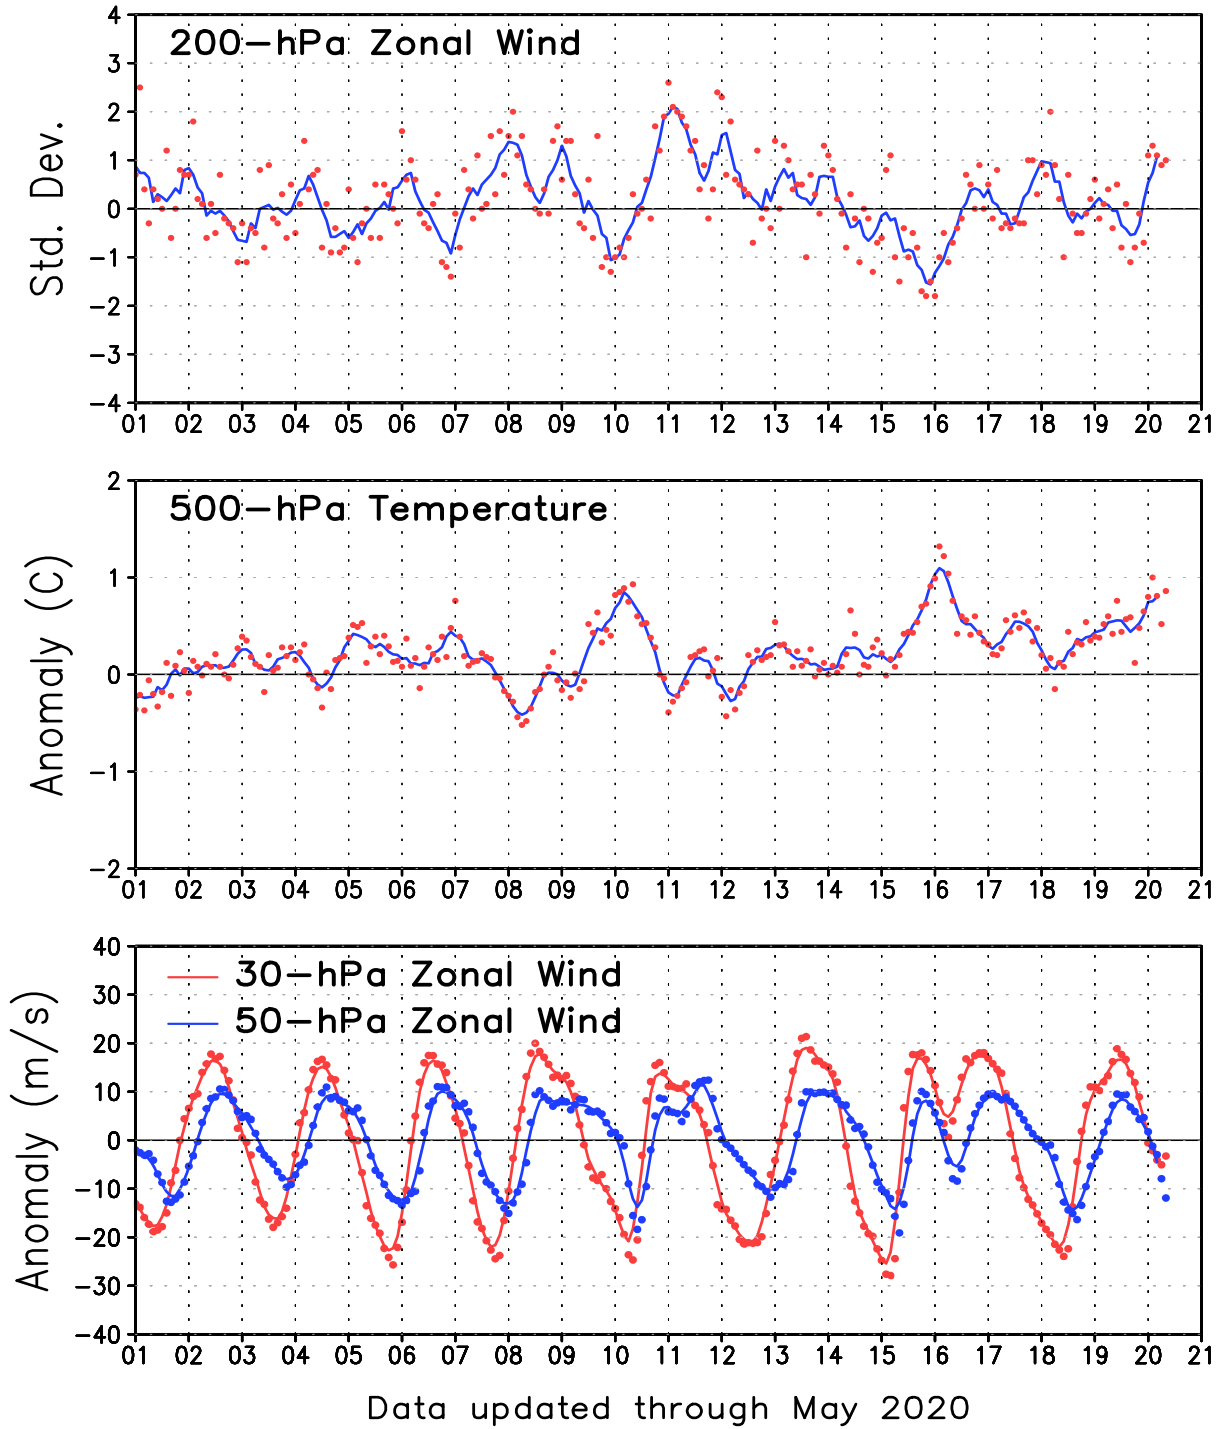 200-hPa Zonal Wind
Std. Dev.
4
3
2
1
0
-1
-2
-3
-4
01 02 03 04 05 06 07 08 09 10 11 12 13 14 15 16 17 18 19 20 21
500-hPa Temperature
Anomaly (C)
2
1
0
-1
-2
01 02 03 04 05 06 07 08 09 10 11 12 13 14 15 16 17 18 19 20 21
30-hPa Zonal Wind
50-hPa Zonal Wind
Anomaly (m/s)
40
30
20
10
0
-10
-20
-30
-40
01 02 03 04 05 06 07 08 09 10 11 12 13 14 15 16 17 18 19 20 21
Data updated through May 2020